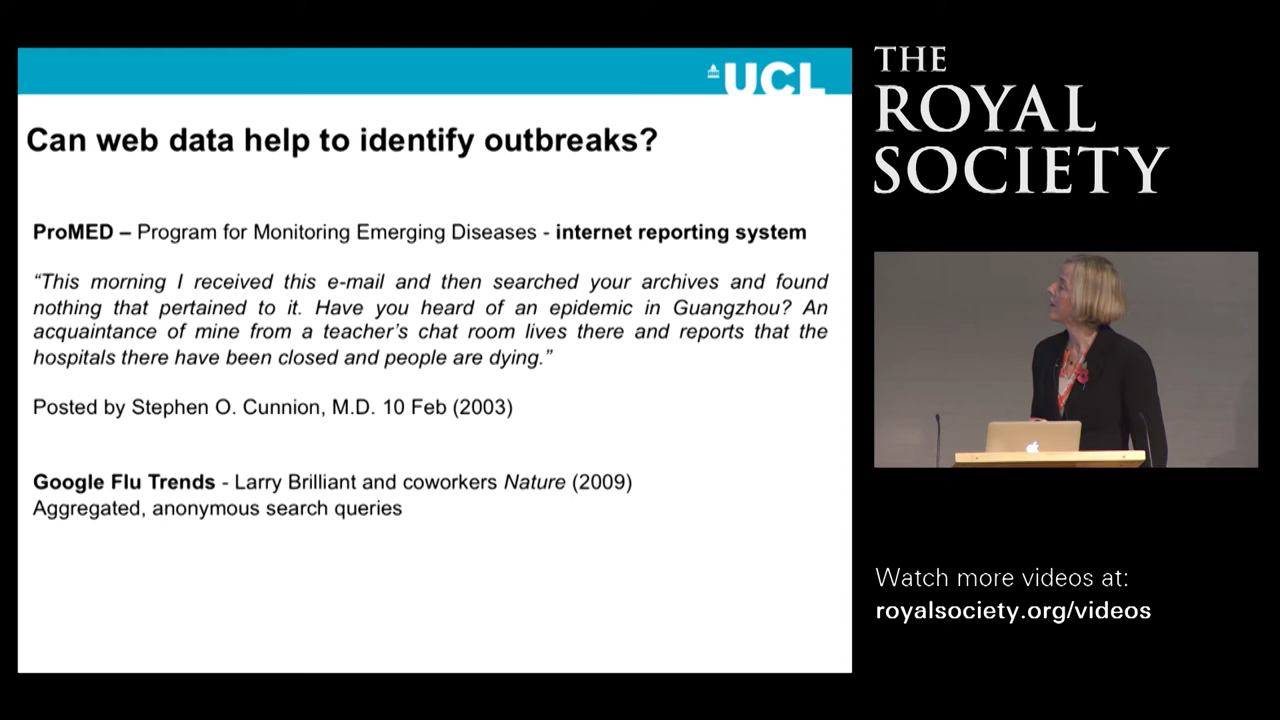 UCL
Can web data help to identify outbreaks?
ProMED – Program for Monitoring Emerging Diseases - internet reporting system
“This morning I received this e-mail and then searched your archives and found
nothing that pertained to it. Have you heard of an epidemic in Guangzhou? An
acquaintance of mine from a teacher’s chat room lives there and reports that the
hospitals there have been closed and people are dying.”
Posted by Stephen O. Cunnion, M.D. 10 Feb (2003)
Google Flu Trends - Larry Brilliant and coworkers Nature (2009)
Aggregated, anonymous search queries
THE
ROYAL
SOCIETY
Watch more videos at:
royalsociety.org/videos